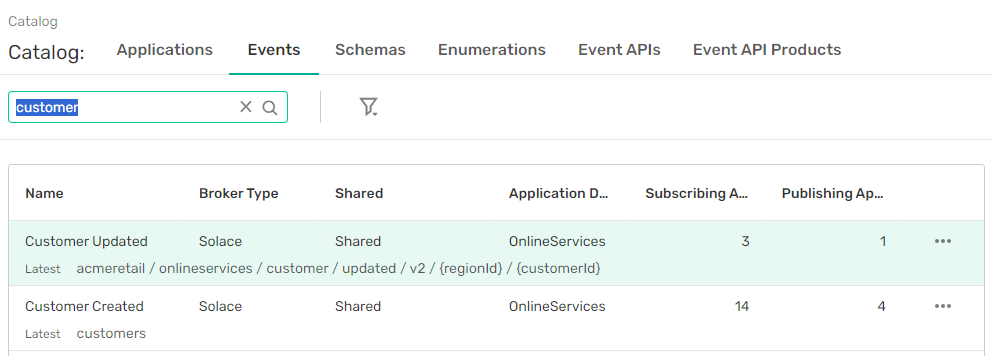 Catalog
Catalog: Applications Events Schemas Enumerations Event APIs Event API Products
customer
Name Broker Type Shared Application D... Subscribing A... Publishing Ap...
Customer Updated Solace Shared OnlineServices 3 1
Latest acmeretail / onlineservices / customer / updated / v2 / {regionId} / {customerId}
Customer Created Solace Shared OnlineServices 14 4
Latest customers